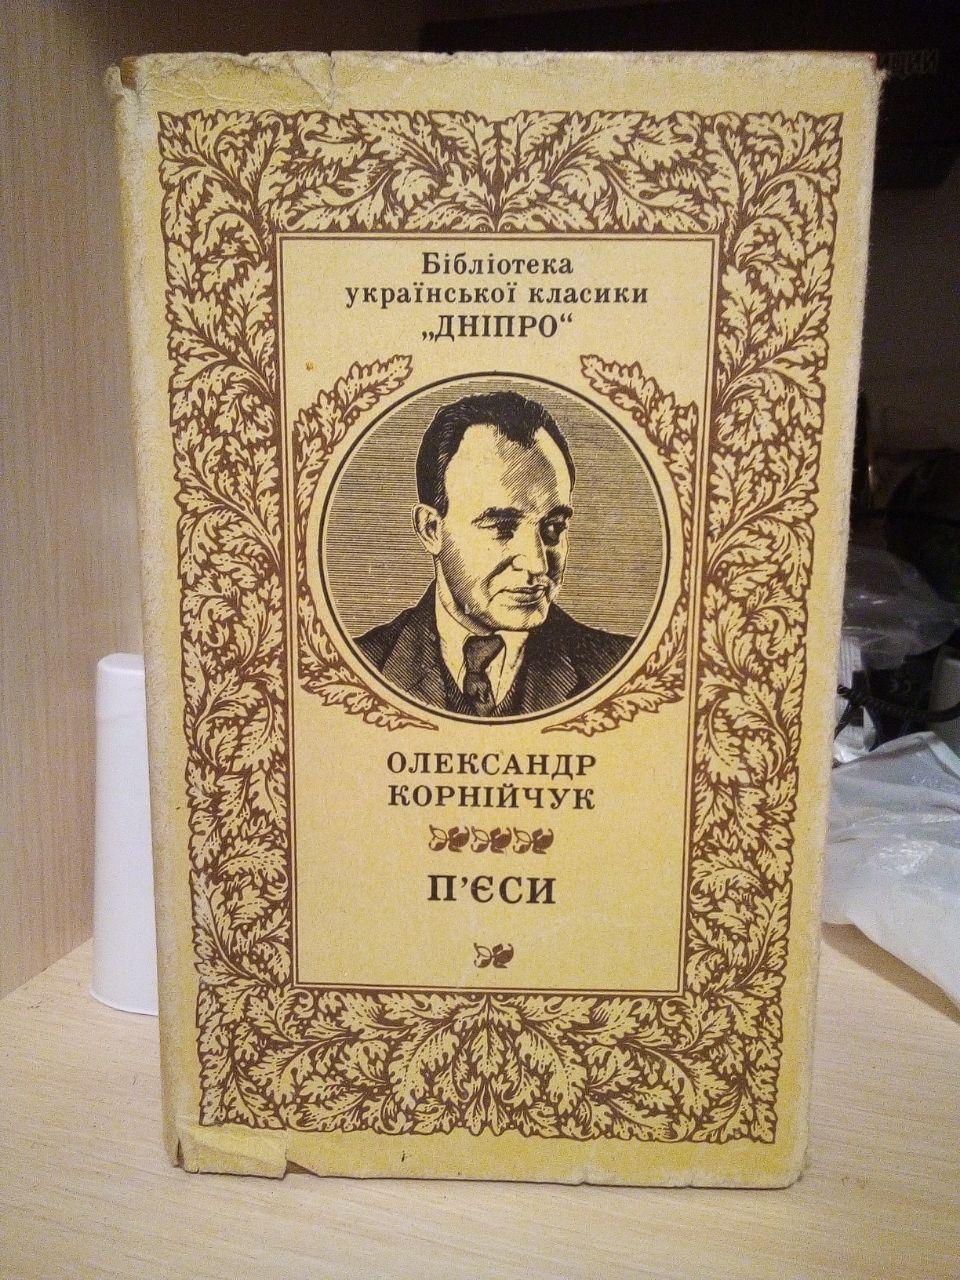 Бібліотека
української класики
„ДНІПРО“
ОЛЕКСАНДР
КОРНІЙЧУК
П’ЄСИ